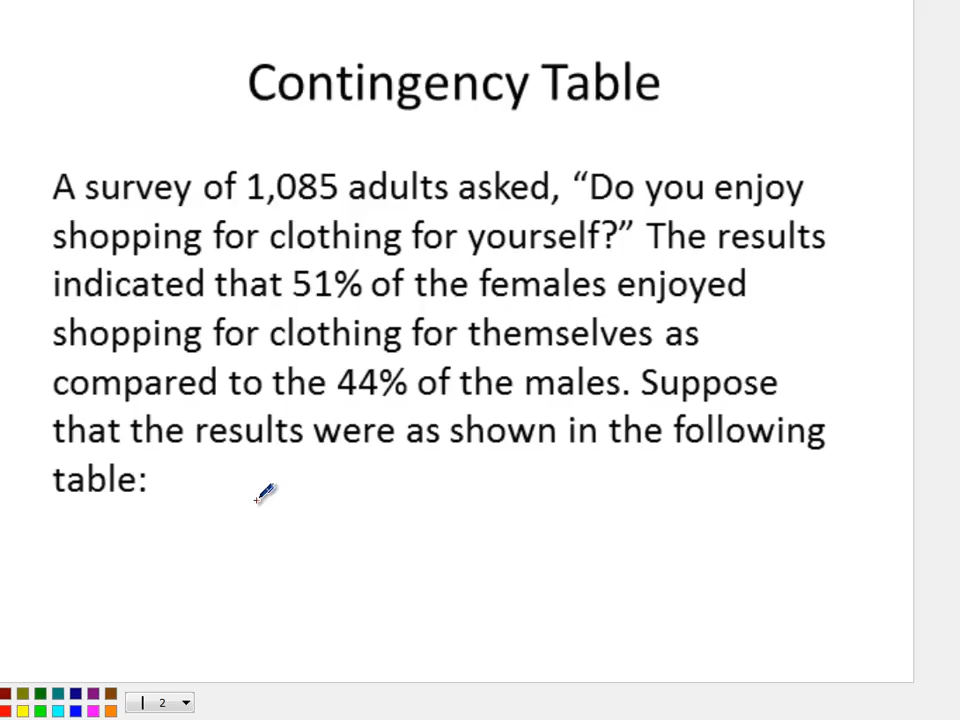 Contingency Table
A survey of 1,085 adults asked, “Do you enjoy
shopping for clothing for yourself?” The results
indicated that 51% of the females enjoyed
shopping for clothing for themselves as
compared to the 44% of the males. Suppose
that the results were as shown in the following
table:
2